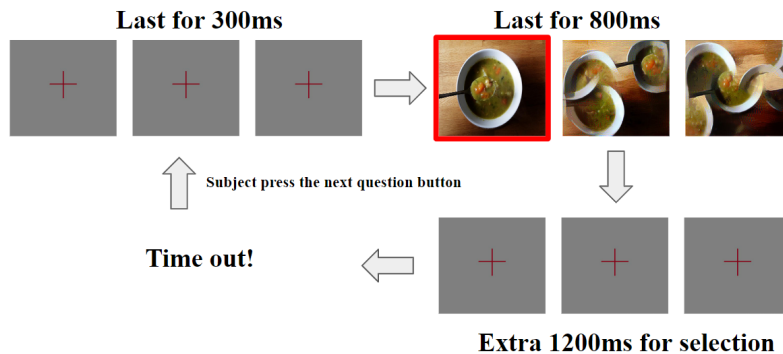 Last for 300ms
Last for 800ms
Subject press the next question button
Time out!
Extra 1200ms for selection